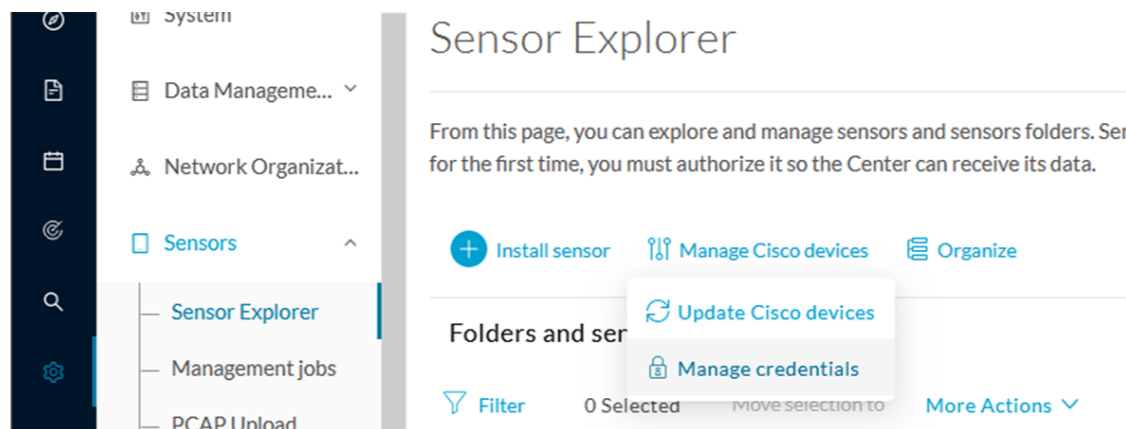 System
Data Manageme...
Network Organizat...
Sensors
Sensor Explorer
Management jobs
PCAP Upload
Sensor Explorer
From this page, you can explore and manage sensors and sensors folders. Ser
for the first time, you must authorize it so the Center can receive its data.
Install sensor Manage Cisco devices Organize
Update Cisco devices
Manage credentials
Folders and sen
Filter 0 Selected Move selection to More Actions